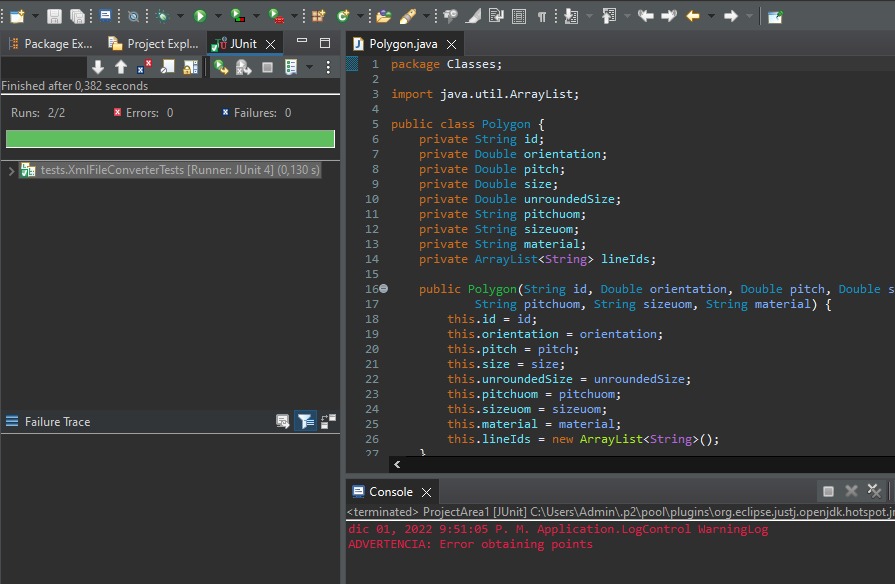 Package Ex...
Project Expl...
JUnit
Finished after 0,382 seconds
Runs: 2/2
Errors: 0
Failures: 0
tests.XmlFileConverterTests [Runner: JUnit 4] (0,130 s)
Failure Trace
Polygon.java
1 package Classes;
2
3 import java.util.ArrayList;
4
5 public class Polygon {
6 private String id;
7 private Double orientation;
8 private Double pitch;
9 private Double size;
10 private Double unroundedSize;
11 private String pitchuom;
12 private String sizeuom;
13 private String material;
14 private ArrayList<String> lineIds;
15
16 public Polygon(String id, Double orientation, Double pitch, Double s
17 String pitchuom, String sizeuom, String material) {
18 this.id = id;
19 this.orientation = orientation;
20 this.pitch = pitch;
21 this.size = size;
22 this.unroundedSize = unroundedSize;
23 this.pitchuom = pitchuom;
24 this.sizeuom = sizeuom;
25 this.material = material;
26 this.lineIds = new ArrayList<String>();
27 }
Console
<terminated> ProjectArea1 [JUnit] C:\Users\Admin\.p2\pool\plugins\org.eclipse.justj.openjdk.hotspot.jr
dic 01, 2022 9:51:05 P. M. Application.LogControl WarningLog
ADVERTENCIA: Error obtaining points